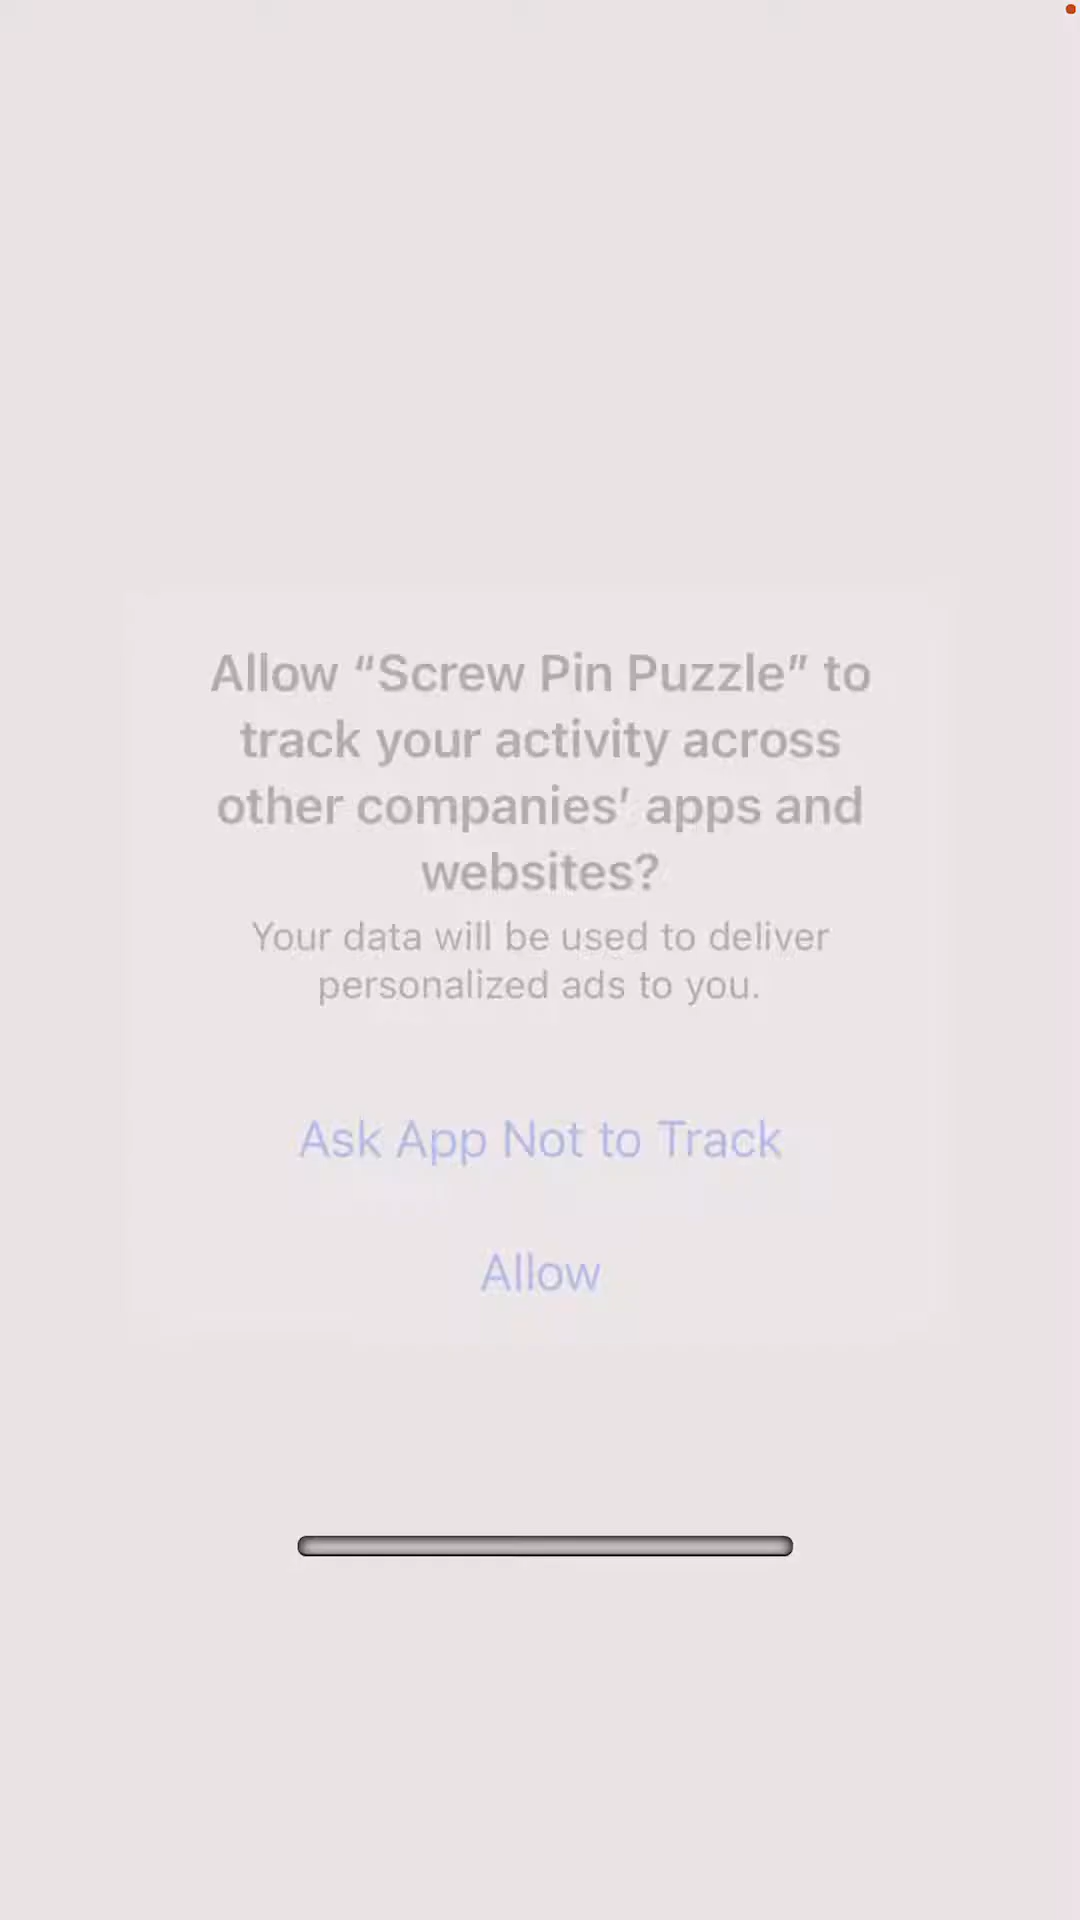 Allow “Screw Pin Puzzle” to
track your activity across
other companies’ apps and
websites?
Your data will be used to deliver
personalized ads to you.
Ask App Not to Track
Allow